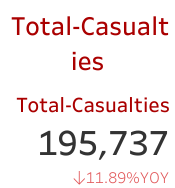 Total-Casualt
ies
Total-Casualties
195,737
↓11.89%YOY